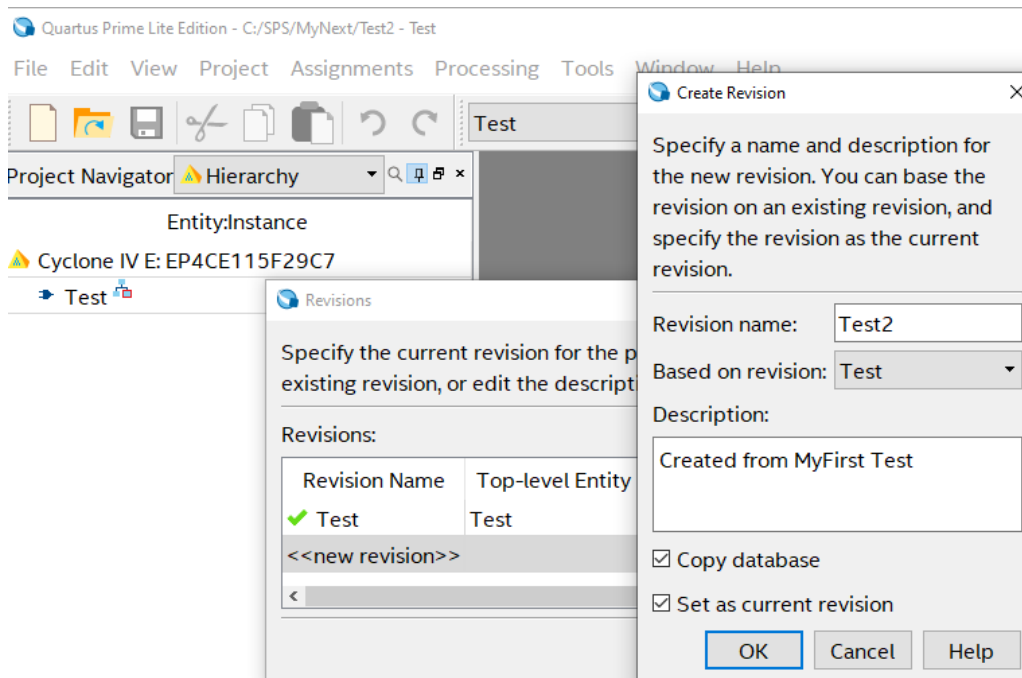 Quartus Prime Lite Edition - C:/SPS/MyNext/Test2 - Test
File Edit View Project Assignments Processing Tools Window Help
Test
Project Navigator Hierarchy
Entity:Instance
Cyclone IV E: EP4CE115F29C7
Test
Revisions
Specify the current revision for the p
existing revision, or edit the descripti
Revisions:
Revision Name Top-level Entity
Test Test
<<new revision>>
Create Revision
Specify a name and description for
the new revision. You can base the
revision on an existing revision, and
specify the revision as the current
revision.
Revision name: Test2
Based on revision: Test
Description:
Created from MyFirst Test
Copy database
Set as current revision
OK Cancel Help